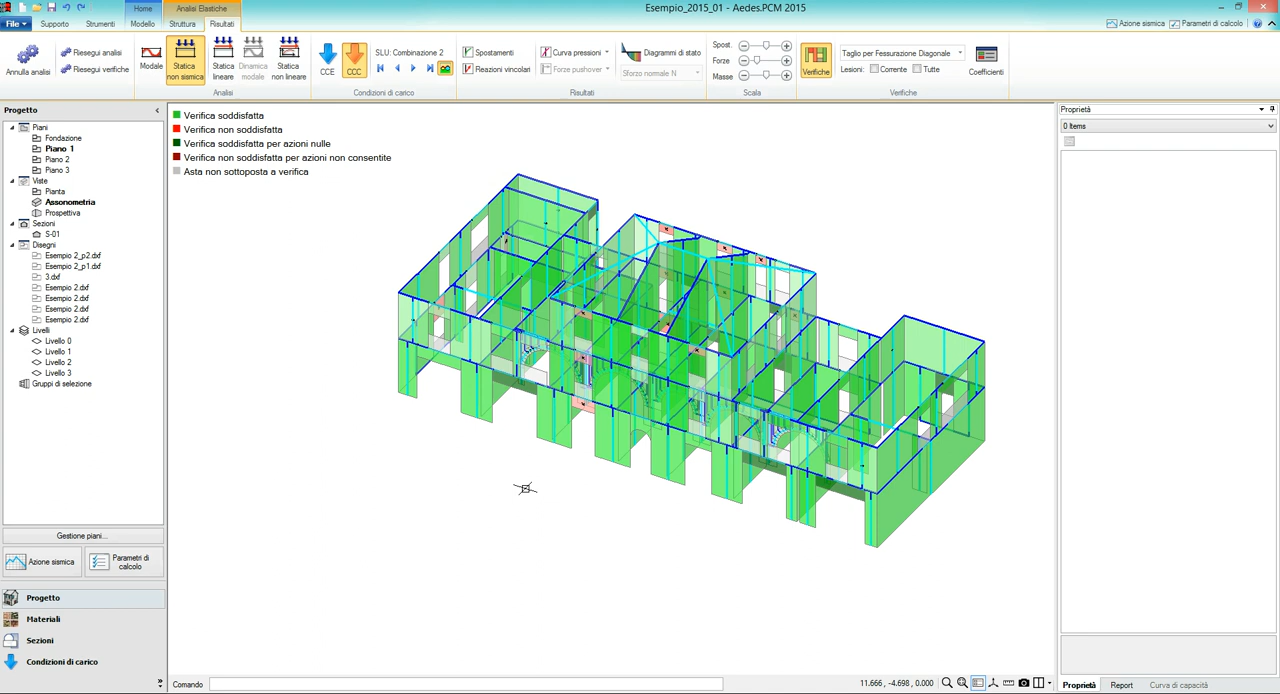 Home
Analisi Elastiche
Esempio_2015_01 - Aedes.PCM 2015
File
Supporto
Strumenti
Modello
Struttura
Risultati
Azione sismica
Parametri di calcolo
Annulla analisi
Riesegui analisi
Riesegui verifiche
Modale
Statica non sismica
Statica lineare
Dinamica modale
Statica non lineare
Analisi
CCE
CCC
SLU: Combinazione 2
Condizioni di carico
Spostamenti
Reazioni vincolari
Curva pressioni
Forze pushover
Diagrammi di stato
Sforzo normale N
Risultati
Spost.
Forze
Masse
Scala
Verifiche
Taglio per Fessurazione Diagonale
Lesioni:
Corrente
Tutte
Coefficienti
Verifiche
Progetto
Piani
Fondazione
Piano 1
Piano 2
Piano 3
Viste
Pianta
Assonometria
Prospettiva
Sezioni
S-01
Disegni
Esempio 2_p2.dxf
Esempio 2_p1.dxf
3.dxf
Esempio 2.dxf
Esempio 2.dxf
Esempio 2.dxf
Esempio 2.dxf
Livelli
Livello 0
Livello 1
Livello 2
Livello 3
Gruppi di selezione
Gestione piani...
Azione sismica
Parametri di calcolo
Progetto
Materiali
Sezioni
Condizioni di carico
Verifica soddisfatta
Verifica non soddisfatta
Verifica soddisfatta per azioni nulle
Verifica non soddisfatta per azioni non consentite
Asta non sottoposta a verifica
Proprietà
0 Items
Comando
11.666 , -4.698 , 0.000
Proprietà
Report
Curva di capacità